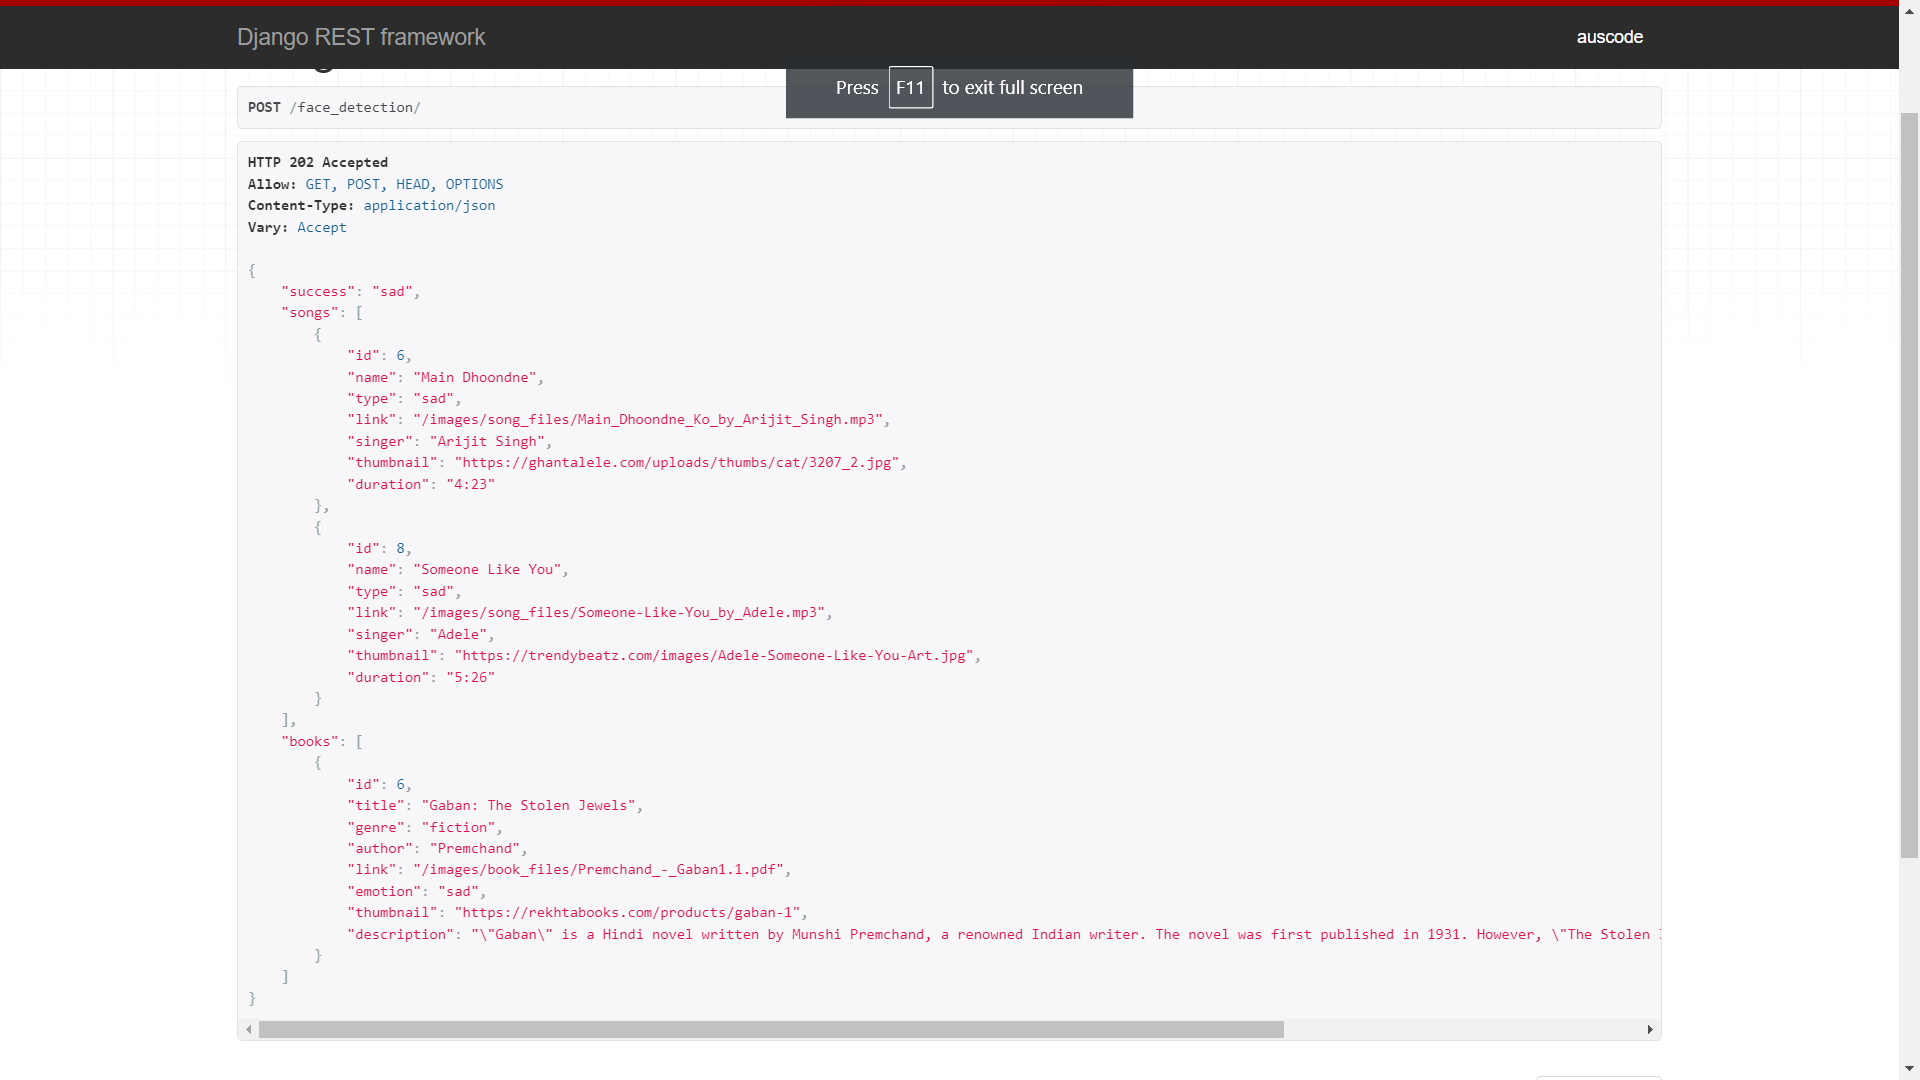 Django REST framework
auscode
Press F11 to exit full screen
POST /face_detection/
HTTP 202 Accepted
Allow: GET, POST, HEAD, OPTIONS
Content-Type: application/json
Vary: Accept
{
"success": "sad",
"songs": [
{
"id": 6,
"name": "Main Dhoondne",
"type": "sad",
"link": "/images/song_files/Main_Dhoondne_Ko_by_Arijit_Singh.mp3",
"singer": "Arijit Singh",
"thumbnail": "https://ghantalele.com/uploads/thumbs/cat/3207_2.jpg",
"duration": "4:23"
},
{
"id": 8,
"name": "Someone Like You",
"type": "sad",
"link": "/images/song_files/Someone-Like-You_by_Adele.mp3",
"singer": "Adele",
"thumbnail": "https://trendybeatz.com/images/Adele-Someone-Like-You-Art.jpg",
"duration": "5:26"
}
],
"books": [
{
"id": 6,
"title": "Gaban: The Stolen Jewels",
"genre": "fiction",
"author": "Premchand",
"link": "/images/book_files/Premchand_-_Gaban1.1.pdf",
"emotion": "sad",
"thumbnail": "https://rekhtabooks.com/products/gaban-1",
"description": "\"Gaban\" is a Hindi novel written by Munshi Premchand, a renowned Indian writer. The novel was first published in 1931. However, \"The Stolen
}
]
}